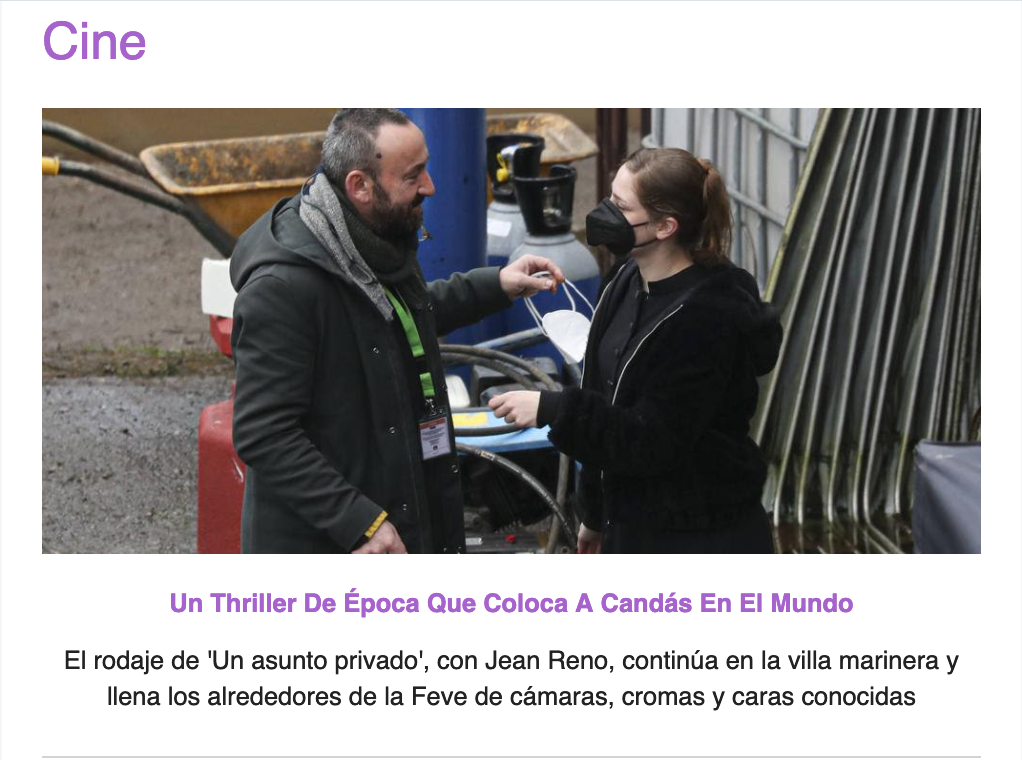 Cine
Un Thriller De Época Que Coloca A Candás En El Mundo
El rodaje de 'Un asunto privado', con Jean Reno, continúa en la villa marinera y
llena los alrededores de la Feve de cámaras, cromas y caras conocidas